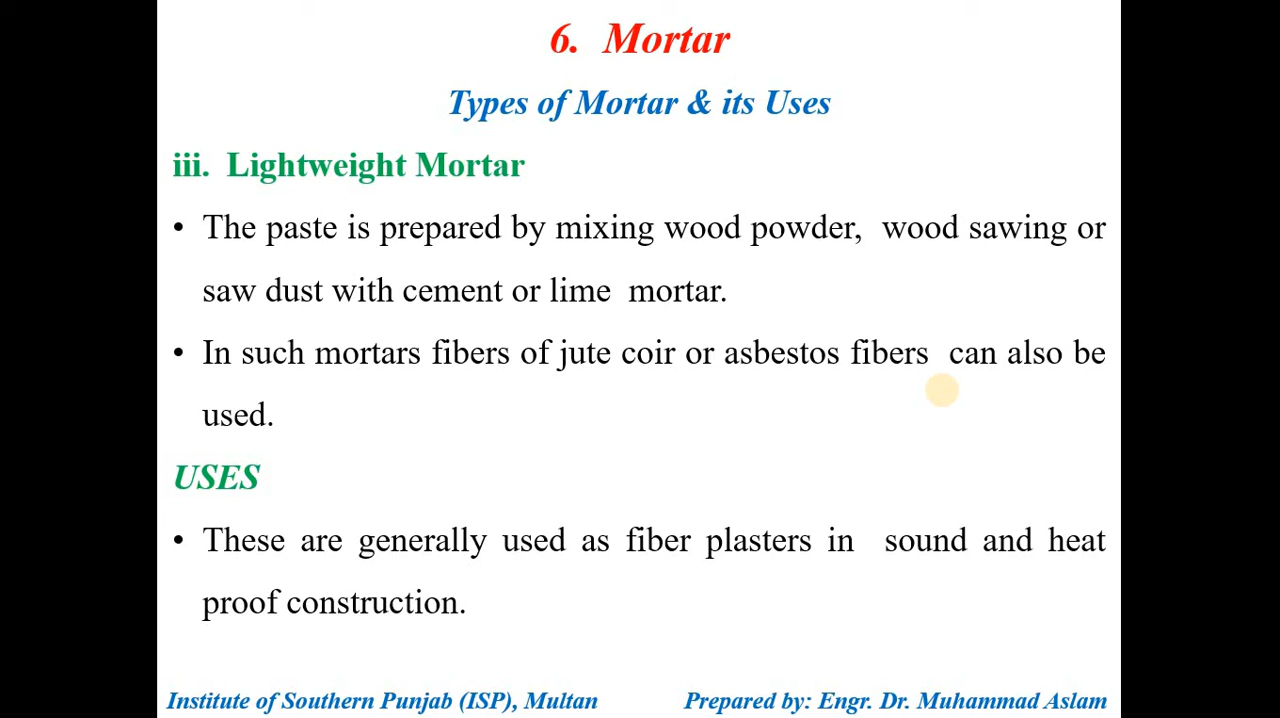 6. Mortar
Types of Mortar & its Uses
iii. Lightweight Mortar
• The paste is prepared by mixing wood powder, wood sawing or
saw dust with cement or lime mortar.
• In such mortars fibers of jute coir or asbestos fibers can also be
used.
USES
• These are generally used as fiber plasters in sound and heat
proof construction.
Institute of Southern Punjab (ISP), Multan Prepared by: Engr. Dr. Muhammad Aslam